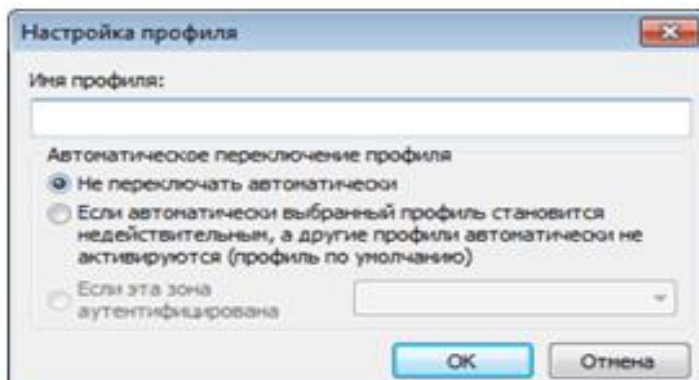 Настройка профиля
Имя профиля:
Автоматическое переключение профиля
Не переключать автоматически
Если автоматически выбранный профиль становится
недействительным, а другие профили автоматически не
активируются (профиль по умолчанию)
Если эта зона
аутентифицирована
OK
Отмена